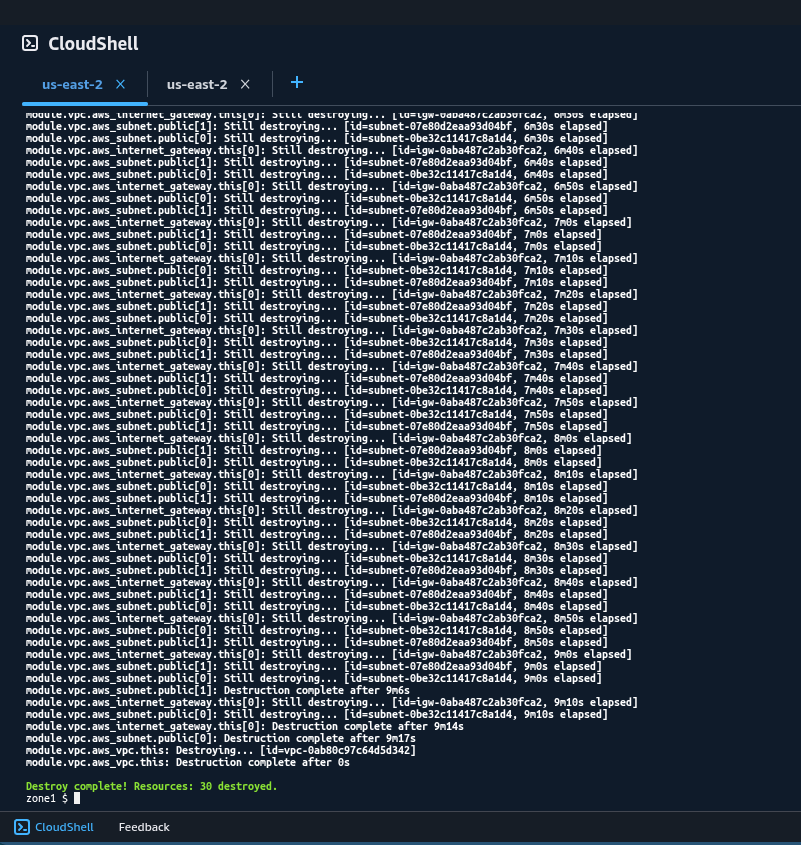 CloudShell
us-east-2 × us-east-2 × +
module.vpc.aws_internet_gateway.this[0]: Still destroying... [id=igw-0aba487c2ab30fca2, 6m30s elapsed]
module.vpc.aws_subnet.public[1]: Still destroying... [id=subnet-07e80d2eaa93d04bf, 6m30s elapsed]
module.vpc.aws_subnet.public[0]: Still destroying... [id=subnet-0be32c11417c8a1d4, 6m30s elapsed]
module.vpc.aws_internet_gateway.this[0]: Still destroying... [id=igw-0aba487c2ab30fca2, 6m40s elapsed]
module.vpc.aws_subnet.public[1]: Still destroying... [id=subnet-07e80d2eaa93d04bf, 6m40s elapsed]
module.vpc.aws_subnet.public[0]: Still destroying... [id=subnet-0be32c11417c8a1d4, 6m40s elapsed]
module.vpc.aws_internet_gateway.this[0]: Still destroying... [id=igw-0aba487c2ab30fca2, 6m50s elapsed]
module.vpc.aws_subnet.public[0]: Still destroying... [id=subnet-0be32c11417c8a1d4, 6m50s elapsed]
module.vpc.aws_subnet.public[1]: Still destroying... [id=subnet-07e80d2eaa93d04bf, 6m50s elapsed]
module.vpc.aws_internet_gateway.this[0]: Still destroying... [id=igw-0aba487c2ab30fca2, 7m0s elapsed]
module.vpc.aws_subnet.public[1]: Still destroying... [id=subnet-07e80d2eaa93d04bf, 7m0s elapsed]
module.vpc.aws_subnet.public[0]: Still destroying... [id=subnet-0be32c11417c8a1d4, 7m0s elapsed]
module.vpc.aws_internet_gateway.this[0]: Still destroying... [id=igw-0aba487c2ab30fca2, 7m10s elapsed]
module.vpc.aws_subnet.public[0]: Still destroying... [id=subnet-0be32c11417c8a1d4, 7m10s elapsed]
module.vpc.aws_subnet.public[1]: Still destroying... [id=subnet-07e80d2eaa93d04bf, 7m10s elapsed]
module.vpc.aws_internet_gateway.this[0]: Still destroying... [id=igw-0aba487c2ab30fca2, 7m20s elapsed]
module.vpc.aws_subnet.public[1]: Still destroying... [id=subnet-07e80d2eaa93d04bf, 7m20s elapsed]
module.vpc.aws_subnet.public[0]: Still destroying... [id=subnet-0be32c11417c8a1d4, 7m20s elapsed]
module.vpc.aws_internet_gateway.this[0]: Still destroying... [id=igw-0aba487c2ab30fca2, 7m30s elapsed]
module.vpc.aws_subnet.public[0]: Still destroying... [id=subnet-0be32c11417c8a1d4, 7m30s elapsed]
module.vpc.aws_subnet.public[1]: Still destroying... [id=subnet-07e80d2eaa93d04bf, 7m30s elapsed]
module.vpc.aws_internet_gateway.this[0]: Still destroying... [id=igw-0aba487c2ab30fca2, 7m40s elapsed]
module.vpc.aws_subnet.public[1]: Still destroying... [id=subnet-07e80d2eaa93d04bf, 7m40s elapsed]
module.vpc.aws_subnet.public[0]: Still destroying... [id=subnet-0be32c11417c8a1d4, 7m40s elapsed]
module.vpc.aws_internet_gateway.this[0]: Still destroying... [id=igw-0aba487c2ab30fca2, 7m50s elapsed]
module.vpc.aws_subnet.public[0]: Still destroying... [id=subnet-0be32c11417c8a1d4, 7m50s elapsed]
module.vpc.aws_subnet.public[1]: Still destroying... [id=subnet-07e80d2eaa93d04bf, 7m50s elapsed]
module.vpc.aws_internet_gateway.this[0]: Still destroying... [id=igw-0aba487c2ab30fca2, 8m0s elapsed]
module.vpc.aws_subnet.public[1]: Still destroying... [id=subnet-07e80d2eaa93d04bf, 8m0s elapsed]
module.vpc.aws_subnet.public[0]: Still destroying... [id=subnet-0be32c11417c8a1d4, 8m0s elapsed]
module.vpc.aws_internet_gateway.this[0]: Still destroying... [id=igw-0aba487c2ab30fca2, 8m10s elapsed]
module.vpc.aws_subnet.public[0]: Still destroying... [id=subnet-0be32c11417c8a1d4, 8m10s elapsed]
module.vpc.aws_subnet.public[1]: Still destroying... [id=subnet-07e80d2eaa93d04bf, 8m10s elapsed]
module.vpc.aws_internet_gateway.this[0]: Still destroying... [id=igw-0aba487c2ab30fca2, 8m20s elapsed]
module.vpc.aws_subnet.public[0]: Still destroying... [id=subnet-0be32c11417c8a1d4, 8m20s elapsed]
module.vpc.aws_subnet.public[1]: Still destroying... [id=subnet-07e80d2eaa93d04bf, 8m20s elapsed]
module.vpc.aws_internet_gateway.this[0]: Still destroying... [id=igw-0aba487c2ab30fca2, 8m30s elapsed]
module.vpc.aws_subnet.public[0]: Still destroying... [id=subnet-0be32c11417c8a1d4, 8m30s elapsed]
module.vpc.aws_subnet.public[1]: Still destroying... [id=subnet-07e80d2eaa93d04bf, 8m30s elapsed]
module.vpc.aws_internet_gateway.this[0]: Still destroying... [id=igw-0aba487c2ab30fca2, 8m40s elapsed]
module.vpc.aws_subnet.public[1]: Still destroying... [id=subnet-07e80d2eaa93d04bf, 8m40s elapsed]
module.vpc.aws_subnet.public[0]: Still destroying... [id=subnet-0be32c11417c8a1d4, 8m40s elapsed]
module.vpc.aws_internet_gateway.this[0]: Still destroying... [id=igw-0aba487c2ab30fca2, 8m50s elapsed]
module.vpc.aws_subnet.public[0]: Still destroying... [id=subnet-0be32c11417c8a1d4, 8m50s elapsed]
module.vpc.aws_subnet.public[1]: Still destroying... [id=subnet-07e80d2eaa93d04bf, 8m50s elapsed]
module.vpc.aws_internet_gateway.this[0]: Still destroying... [id=igw-0aba487c2ab30fca2, 9m0s elapsed]
module.vpc.aws_subnet.public[1]: Still destroying... [id=subnet-07e80d2eaa93d04bf, 9m0s elapsed]
module.vpc.aws_subnet.public[0]: Still destroying... [id=subnet-0be32c11417c8a1d4, 9m0s elapsed]
module.vpc.aws_subnet.public[1]: Destruction complete after 9m6s
module.vpc.aws_internet_gateway.this[0]: Still destroying... [id=igw-0aba487c2ab30fca2, 9m10s elapsed]
module.vpc.aws_subnet.public[0]: Still destroying... [id=subnet-0be32c11417c8a1d4, 9m10s elapsed]
module.vpc.aws_internet_gateway.this[0]: Destruction complete after 9m14s
module.vpc.aws_subnet.public[0]: Destruction complete after 9m17s
module.vpc.aws_vpc.this: Destroying... [id=vpc-0ab80c97c64d5d342]
module.vpc.aws_vpc.this: Destruction complete after 0s
Destroy complete! Resources: 30 destroyed.
zone1 $
CloudShell Feedback